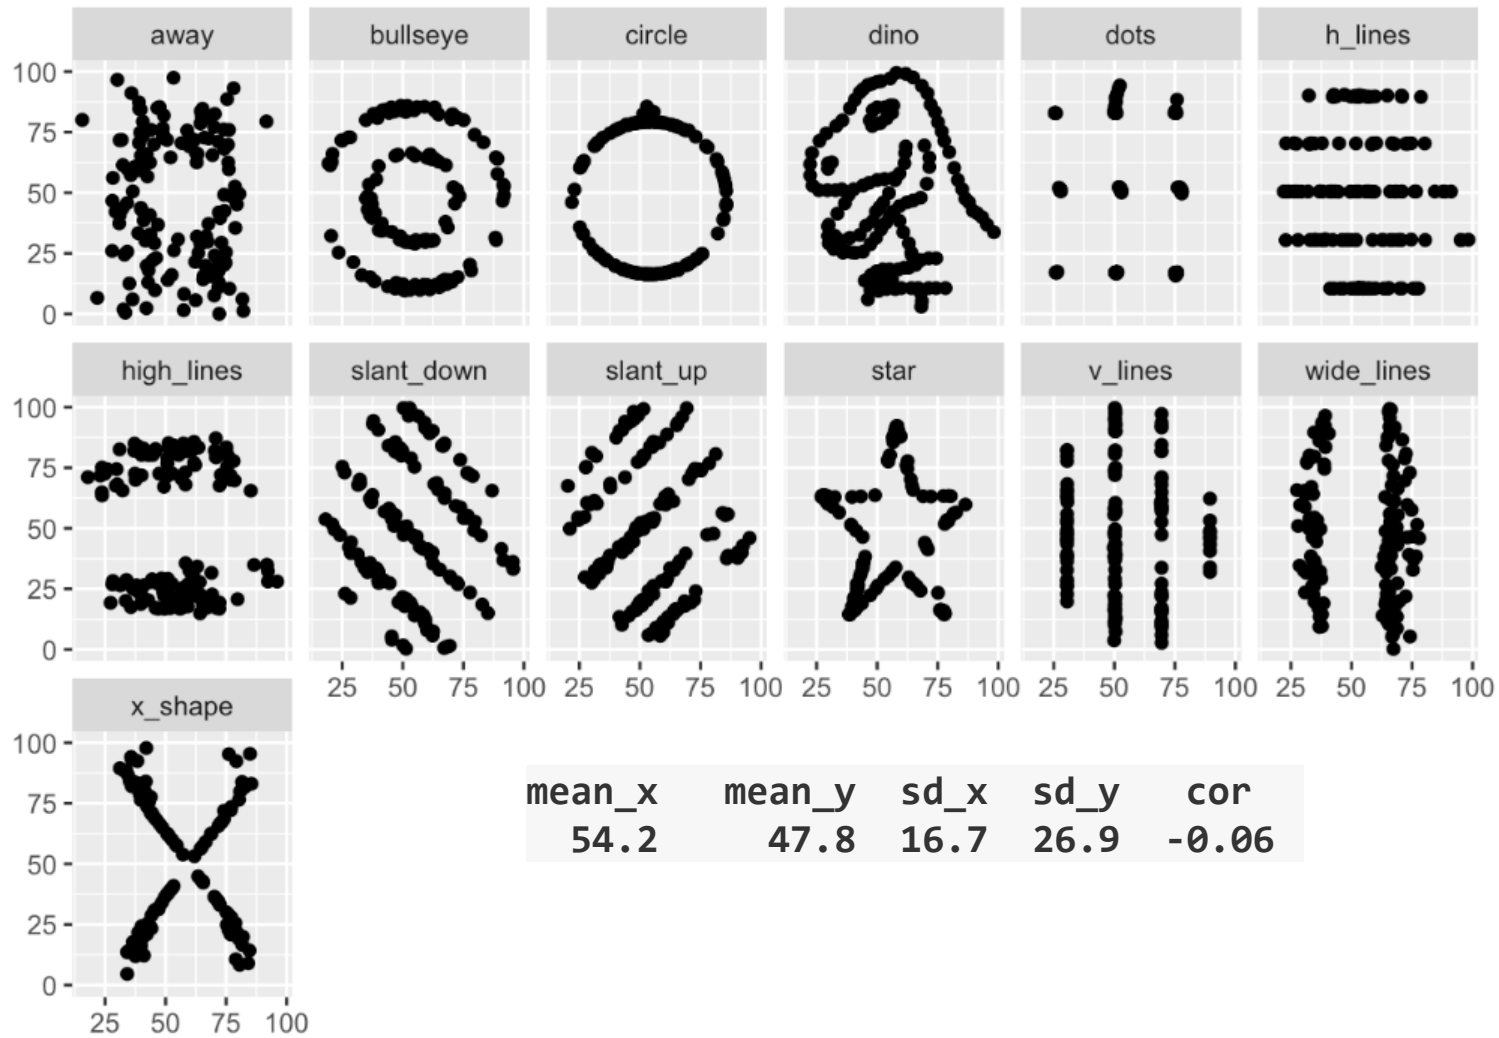 away bullseye circle dino dots h_lines
100
75
50
25
0
high_lines slant_down slant_up star v_lines wide_lines
100
75
50
25
0
25 50 75 100 25 50 75 100 25 50 75 100 25 50 75 100 25 50 75 100
x_shape
100
75
50
25
0
25 50 75 100
mean_x mean_y sd_x sd_y cor
54.2 47.8 16.7 26.9 -0.06